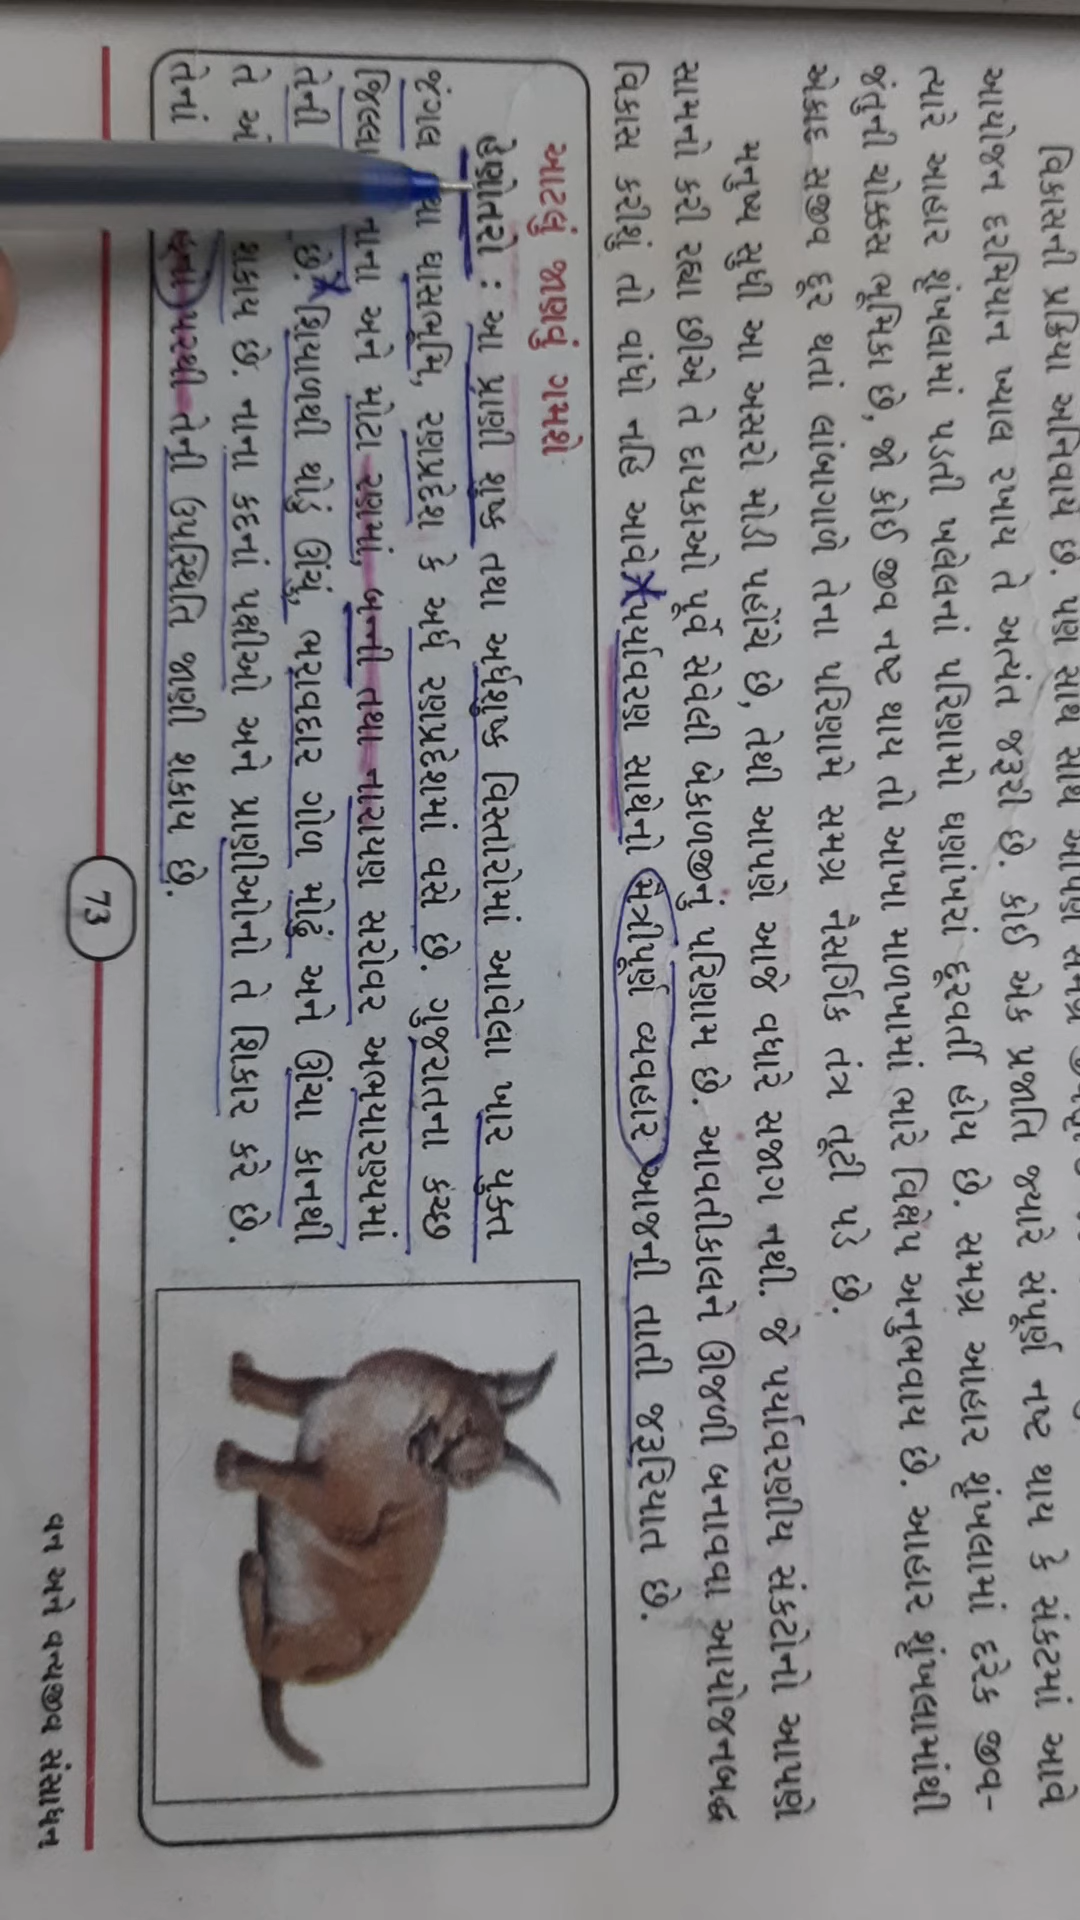 વિકાસની પ્રક્રિયા અનિવાર્ય છે. પણ સાથે સાથે આપણે સમગ્ર
આયોજન દરમિયાન ખ્યાલ રખાય તે અત્યંત જરૂરી છે. કોઈ એક પ્રજાતિ જ્યારે સંપૂર્ણ નષ્ટ થાય કે સંકટમાં આવે
ત્યારે આહાર શૃંખલામાં પડતી ખલેલનાં પરિણામો ઘણાંખરાં દૂરવર્તી હોય છે. સમગ્ર આહાર શૃંખલામાં દરેક જીવ-
જંતુની ચોક્કસ ભૂમિકા છે, જો કોઈ જીવ નષ્ટ થાય તો આખા માળખામાં ભારે વિક્ષેપ અનુભવાય છે. આહાર શૃંખલામાંથી
એકાદ સજીવ દૂર થતાં લાંબાગાળે તેના પરિણામે સમગ્ર નૈસર્ગિક તંત્ર તૂટી પડે છે.
મનુષ્ય સુધી આ અસરો મોડી પહોંચે છે, તેથી આપણે આજે વધારે સજાગ નથી. જે પર્યાવરણીય સંકટોનો આપણે
સામનો કરી રહ્યા છીએ તે દાયકાઓ પૂર્વે સેવેલી બેકાળજીનું પરિણામ છે. આવતીકાલને ઊજળી બનાવવા આયોજનબદ્ધ
વિકાસ કરીશું તો વાંધો નહિ આવે પર્યાવરણ સાથેનો મૈત્રીપૂર્ણ વ્યવહાર આજની તાતી જરૂરિયાત છે.
આટલું જાણવું ગમશે
હેણોતરો : આ પ્રાણી શુષ્ક તથા અર્ધશુષ્ક વિસ્તારોમાં આવેલા ખાર યુક્ત
જંગલ ઘાસભૂમિ, રણપ્રદેશ કે અર્ધ રણપ્રદેશમાં વસે છે. ગુજરાતના કચ્છ
નાના અને મોટા રણમાં, બન્ની તથા નારાયણ સરોવર અભયારણ્યમાં
તેની છે. શિયાળથી થોડું ઊંચું, ભરાવદાર ગોળ મોઢું અને ઊંચા કાનથી
તે શકાય છે. નાના કદનાં પક્ષીઓ અને પ્રાણીઓનો તે શિકાર કરે છે.
તેનાં પરથી તેની ઉપસ્થિતિ જાણી શકાય છે.
73
વન અને વન્યજીવ સંસાધન